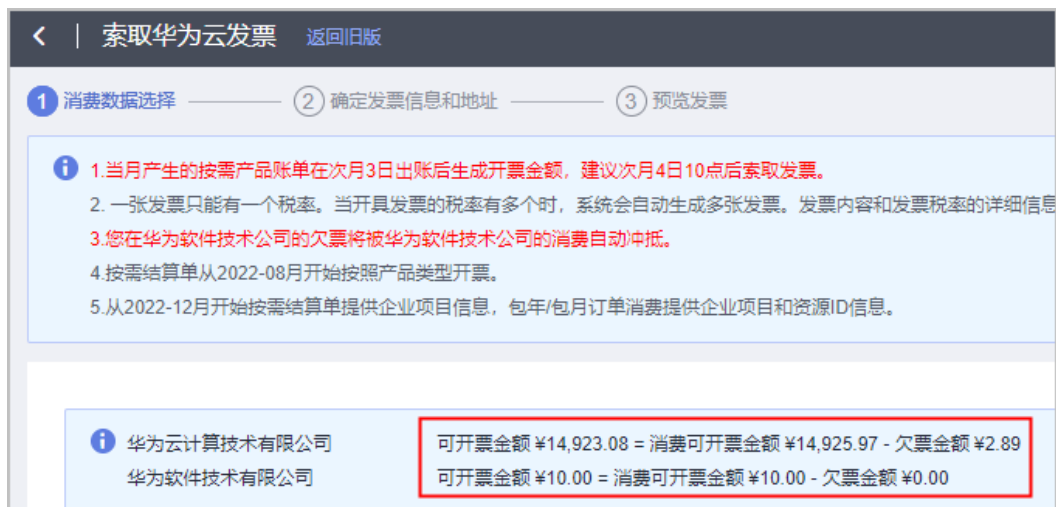 索取华为云发票 返回旧版
1 消费数据选择 2 确定发票信息和地址 3 预览发票
1.当月产生的按需产品账单在次月3日出账后生成开票金额，建议次月4日10点后索取发票。
2. 一张发票只能有一个税率。当开具发票的税率有多个时，系统会自动生成多张发票。发票内容和发票税率的详细信息
3.您在华为软件技术公司的欠票将被华为软件技术公司的消费自动冲抵。
4.按需结算单从2022-08月开始按照产品类型开票。
5.从2022-12月开始按需结算单提供企业项目信息，包年/包月订单消费提供企业项目和资源ID信息。
华为云计算技术有限公司 可开票金额 ¥14,923.08 = 消费可开票金额 ¥14,925.97 - 欠票金额 ¥2.89
华为软件技术有限公司 可开票金额 ¥10.00 = 消费可开票金额 ¥10.00 - 欠票金额 ¥0.00